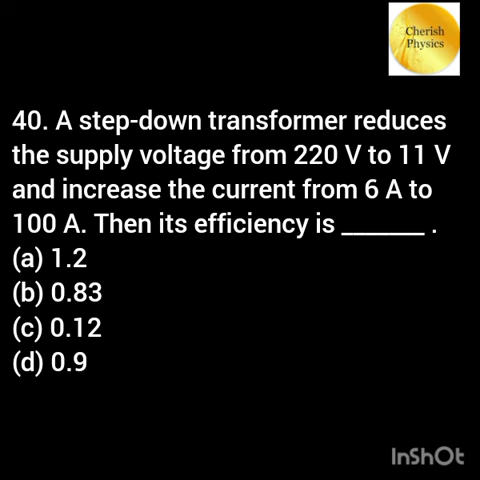 Cherish
Physics
40. A step-down transformer reduces
the supply voltage from 220 V to 11 V
and increase the current from 6 A to
100 A. Then its efficiency is ______ .
(a) 1.2
(b) 0.83
(c) 0.12
(d) 0.9
InShOt